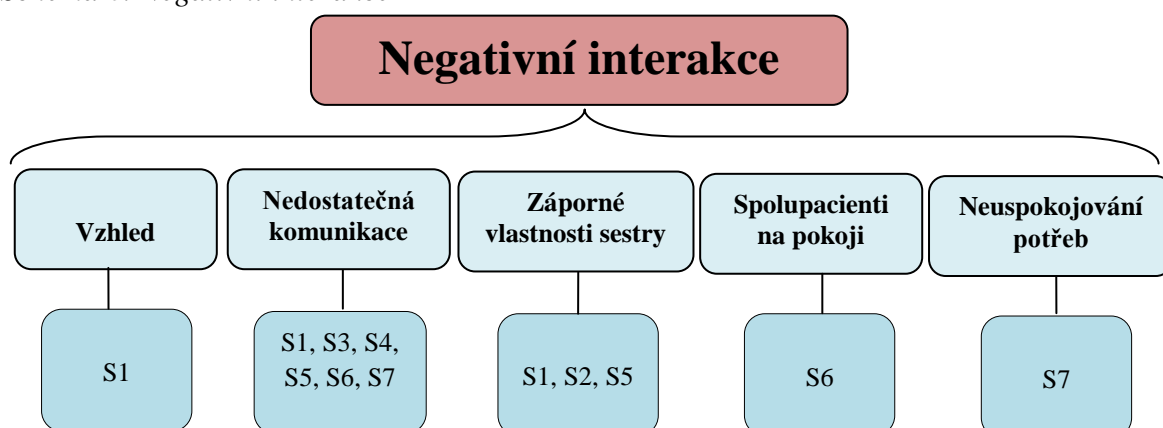 Negativní interakce
Vzhled
Nedostatečná
komunikace
Záporné
vlastnosti sestry
Spolupacienti
na pokoji
Neuspokojování
potřeb
S1
S1, S3, S4,
S5, S6, S7
S1, S2, S5
S6
S7